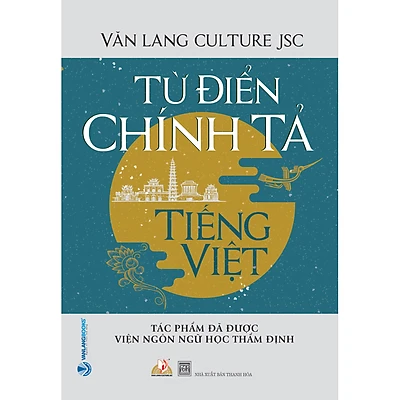 VĂN LANG CULTURE JSC
TỪ ĐIỂN
CHÍNH TẢ
TIẾNG
VIỆT
TÁC PHẨM ĐÃ ĐƯỢC
VIỆN NGÔN NGỮ HỌC THẨM ĐỊNH
VANLANGBOOKS
NHÀ XUẤT BẢN THANH HÓA